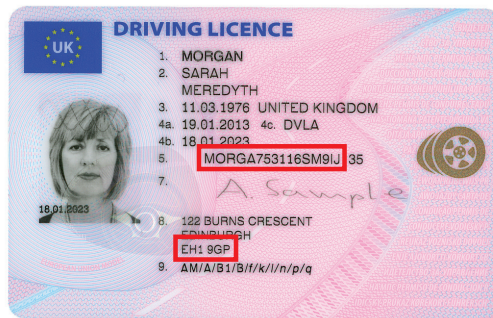 UK
DRIVING LICENCE
1. MORGAN
2. SARAH
MEREDYTH
3. 11.03.1976 UNITED KINGDOM
4a. 19.01.2013 4c. DVLA
4b. 18.01.2023
5. MORGA753116SM9IJ 35
7. A. Sample
18.01.2023
8. 122 BURNS CRESCENT
EDINBURGH
EH1 9GP
9. AM/A/B1/B/f/k/l/n/p/q